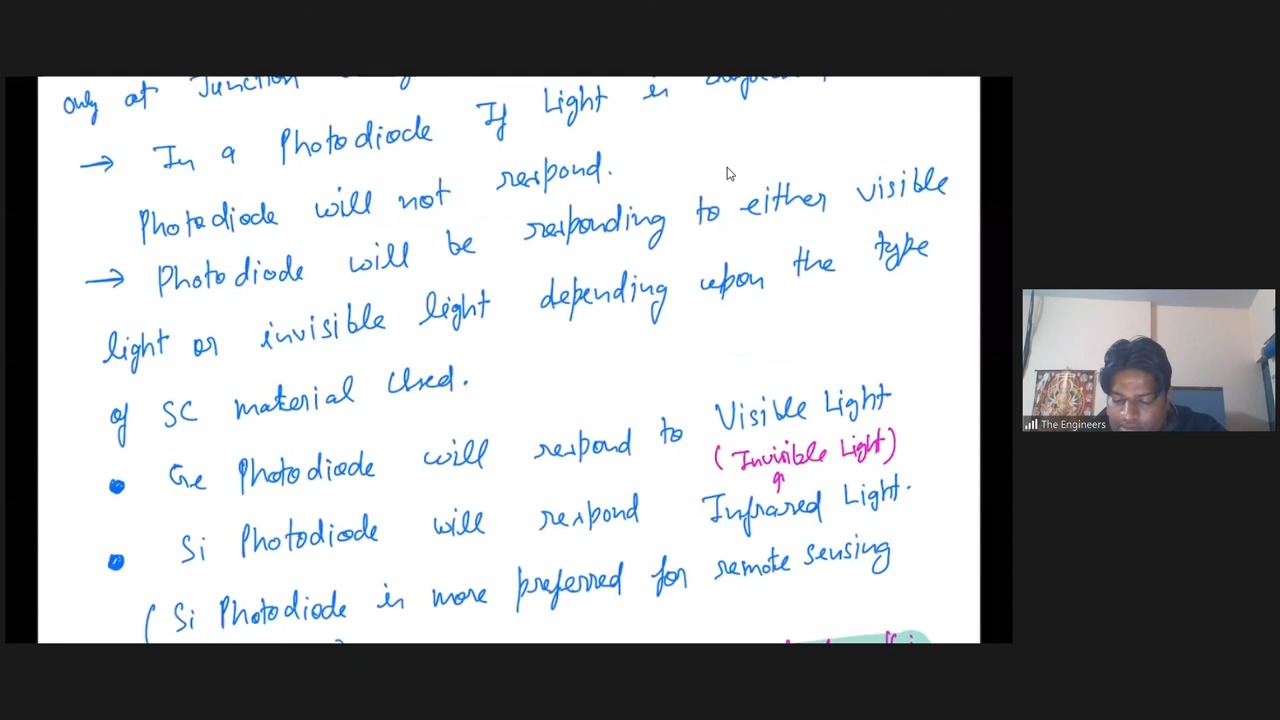 only at Junction
→ In a Photodiode If Light is
Photodiode will not respond.
→ Photodiode will be responding to either visible
light or invisible light depending upon the type
of SC material Used.
• Ge Photodiode will respond to Visible Light
(Invisible Light)
• Si Photodiode will respond Infrared Light.
( Si Photodiode is more preferred for remote sensing
The Engineers